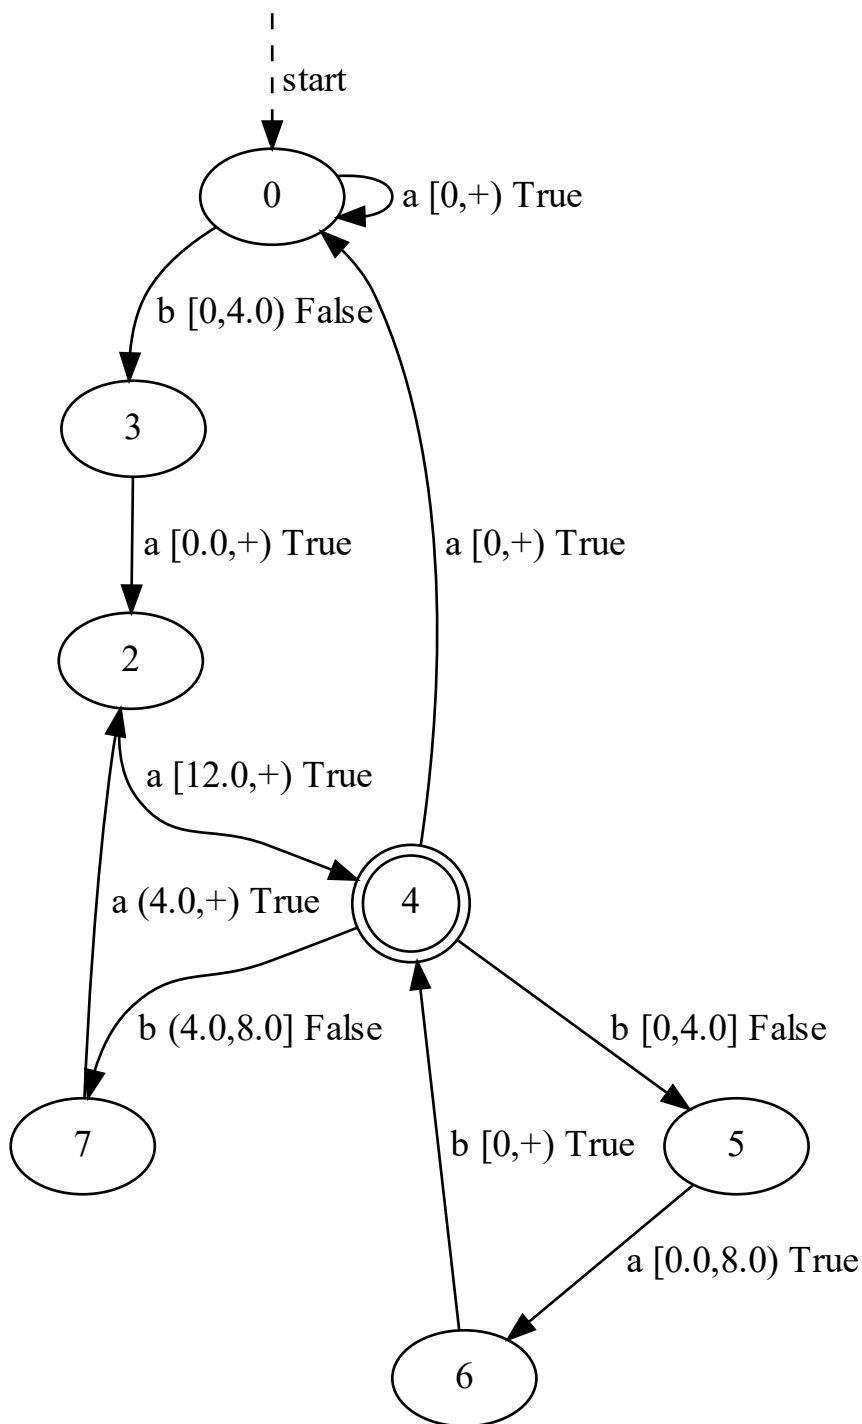 start
0
a [0,+) True
b [0,4.0) False
3
a [0.0,+) True
a [0,+) True
2
a [12.0,+) True
a (4.0,+) True
4
b (4.0,8.0] False
b [0,4.0] False
7
b [0,+) True
5
a [0.0,8.0) True
6